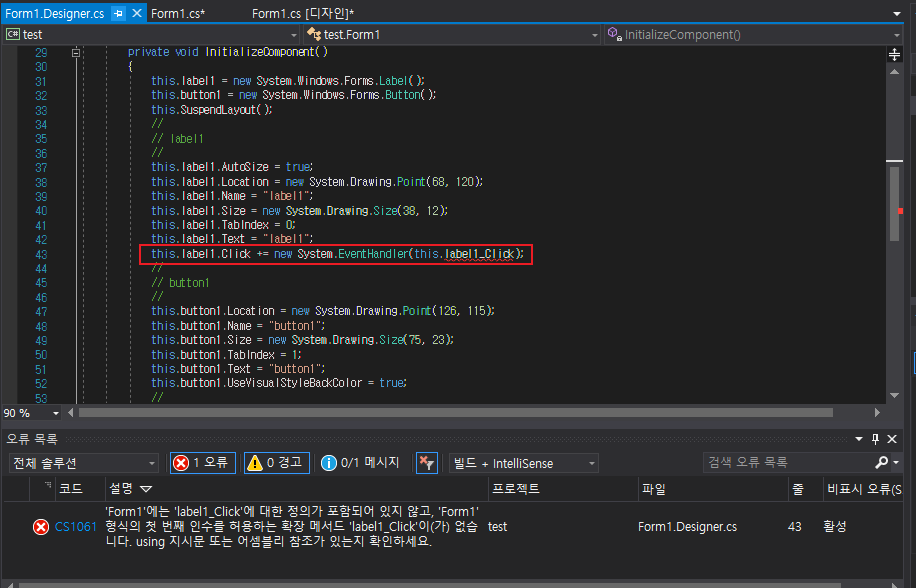 Form1.Designer.cs Form1.cs* Form1.cs [디자인]*
C# test test.Form1 InitializeComponent()
29 private void InitializeComponent()
30 {
31 this.label1 = new System.Windows.Forms.Label();
32 this.button1 = new System.Windows.Forms.Button();
33 this.SuspendLayout();
34 //
35 // label1
36 //
37 this.label1.AutoSize = true;
38 this.label1.Location = new System.Drawing.Point(68, 120);
39 this.label1.Name = "label1";
40 this.label1.Size = new System.Drawing.Size(38, 12);
41 this.label1.TabIndex = 0;
42 this.label1.Text = "label1";
43 this.label1.Click += new System.EventHandler(this.label1_Click);
44 //
45 // button1
46 //
47 this.button1.Location = new System.Drawing.Point(126, 115);
48 this.button1.Name = "button1";
49 this.button1.Size = new System.Drawing.Size(75, 23);
50 this.button1.TabIndex = 1;
51 this.button1.Text = "button1";
52 this.button1.UseVisualStyleBackColor = true;
53 //
90 %
오류 목록
전체 솔루션 1 오류 0 경고 0/1 메시지 빌드 + IntelliSense 검색 오류 목록
코드 설명 프로젝트 파일 줄 비표시 오류(S
'Form1'에는 'label1_Click'에 대한 정의가 포함되어 있지 않고, 'Form1'
CS1061 형식의 첫 번째 인수를 허용하는 확장 메서드 'label1_Click'이(가) 없습 test Form1.Designer.cs 43 활성
니다. using 지시문 또는 어셈블리 참조가 있는지 확인하세요.